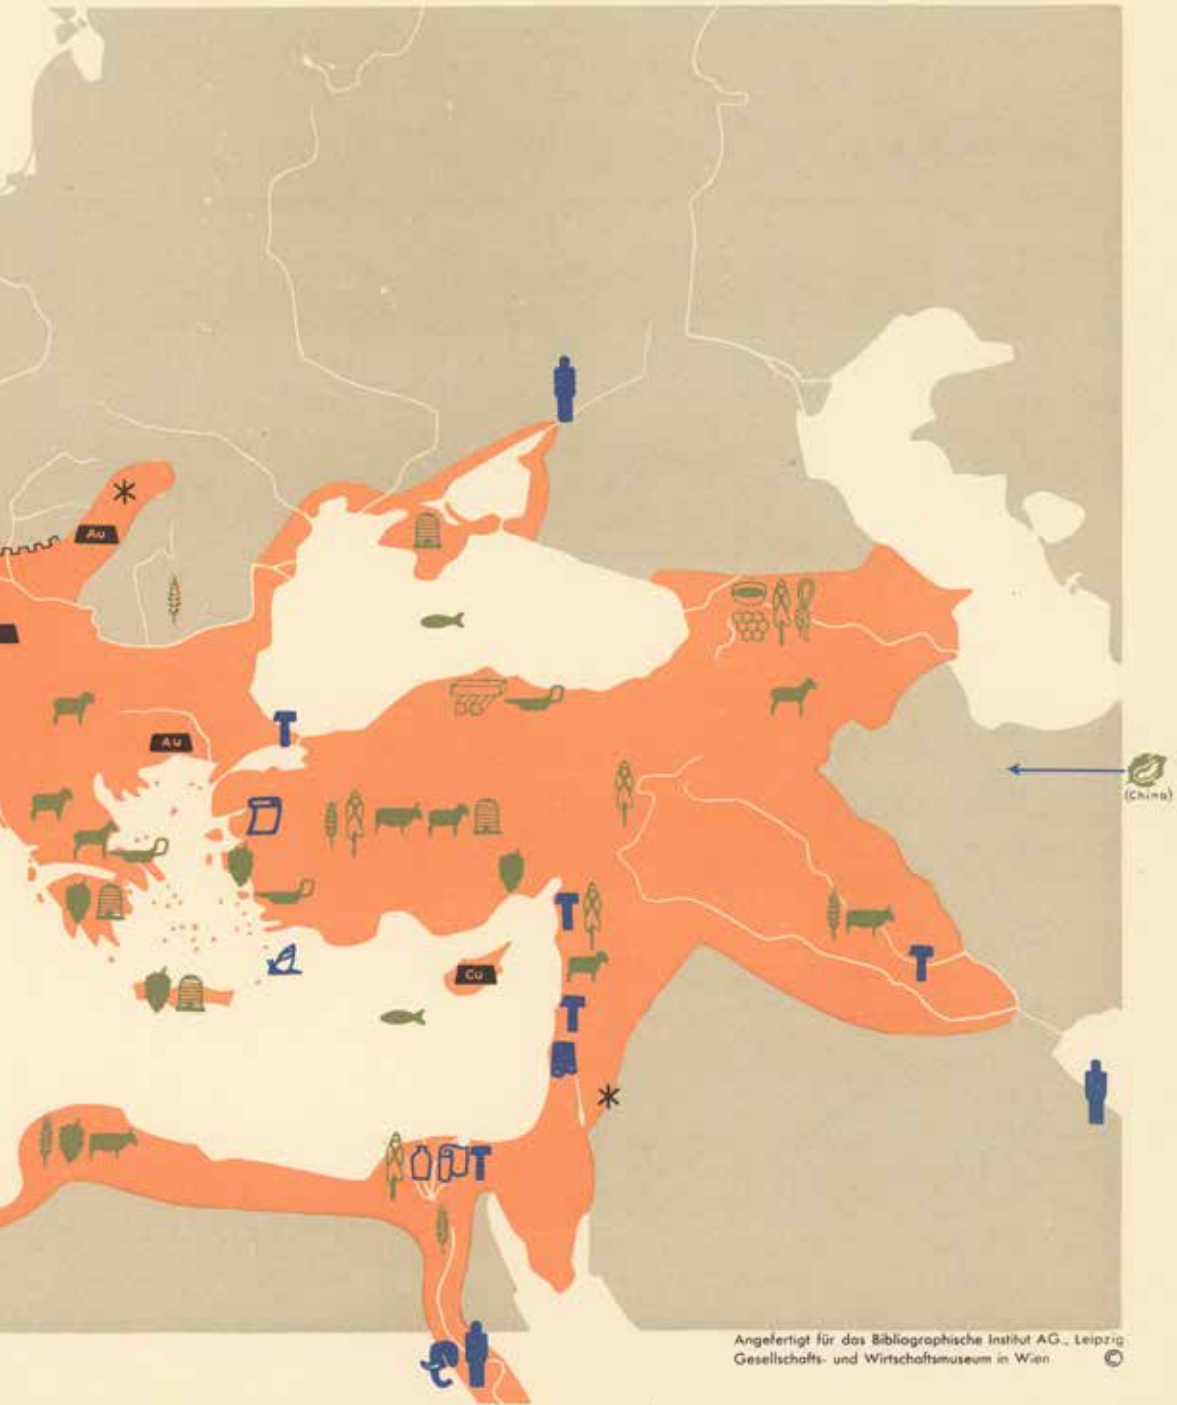 Au
Au
(China)
Cu
Angefertigt für das Bibliographische Institut AG., Leipzig
Gesellschafts- und Wirtschaftsmuseum in Wien ©